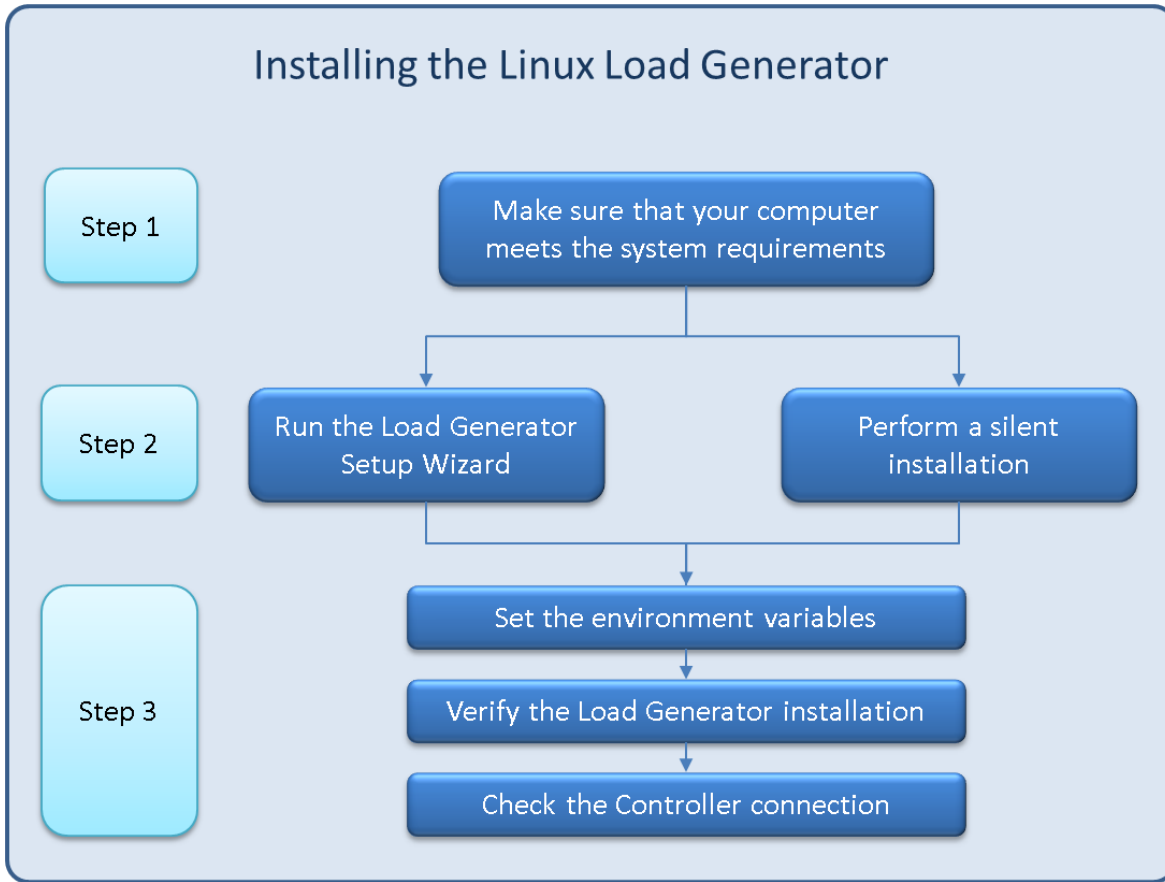 Installing the Linux Load Generator
Step 1
Make sure that your computer
meets the system requirements
Step 2
Run the Load Generator
Setup Wizard
Perform a silent
installation
Step 3
Set the environment variables
Verify the Load Generator installation
Check the Controller connection